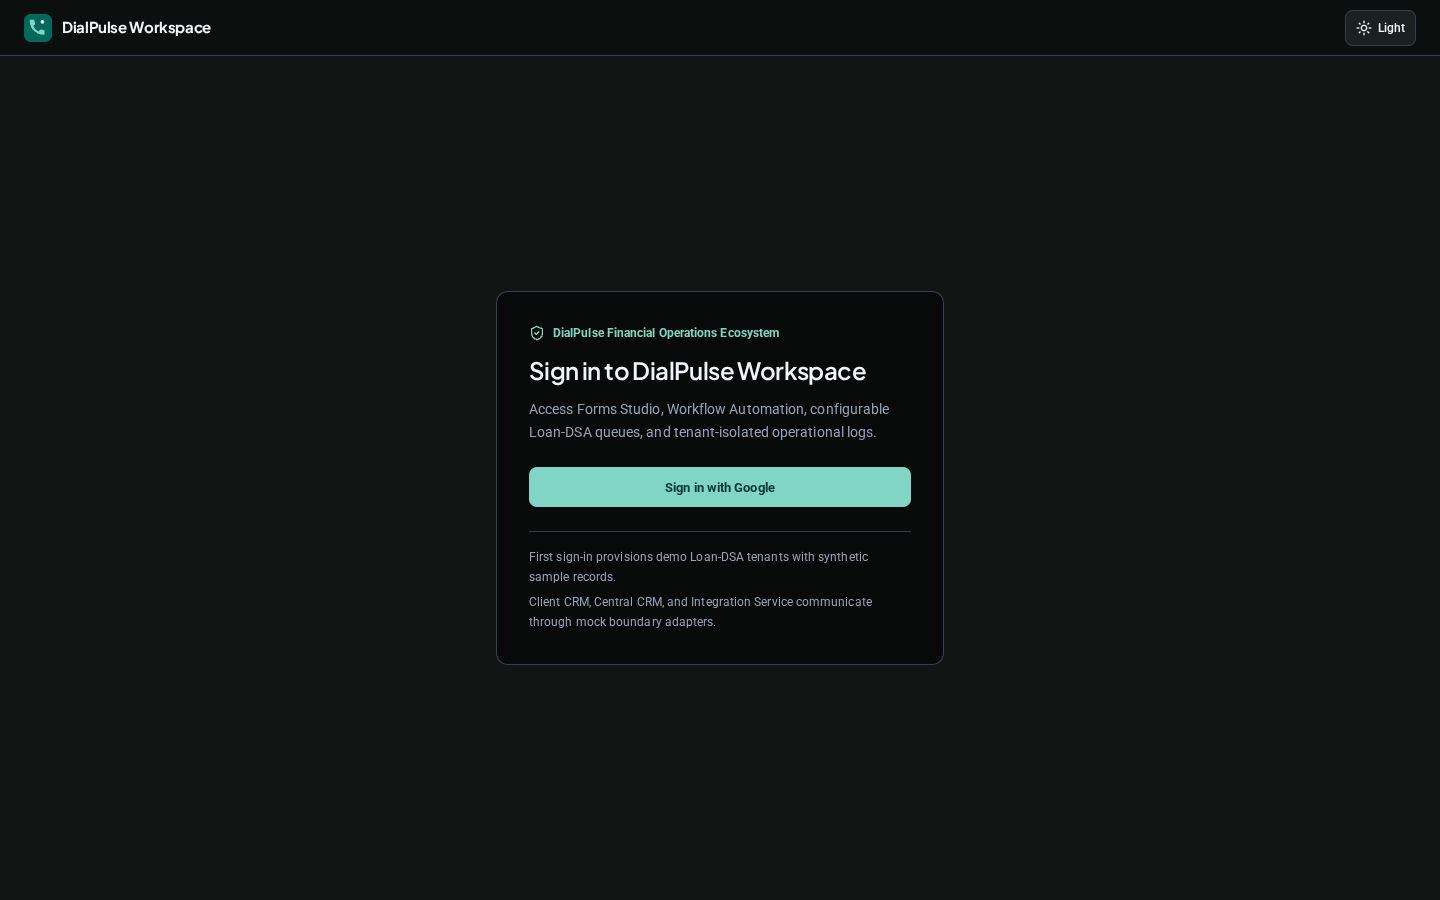 DialPulse Workspace
Light
DialPulse Financial Operations Ecosystem
Sign in to DialPulse Workspace
Access Forms Studio, Workflow Automation, configurable
Loan-DSA queues, and tenant-isolated operational logs.
Sign in with Google
First sign-in provisions demo Loan-DSA tenants with synthetic
sample records.
Client CRM, Central CRM, and Integration Service communicate
through mock boundary adapters.